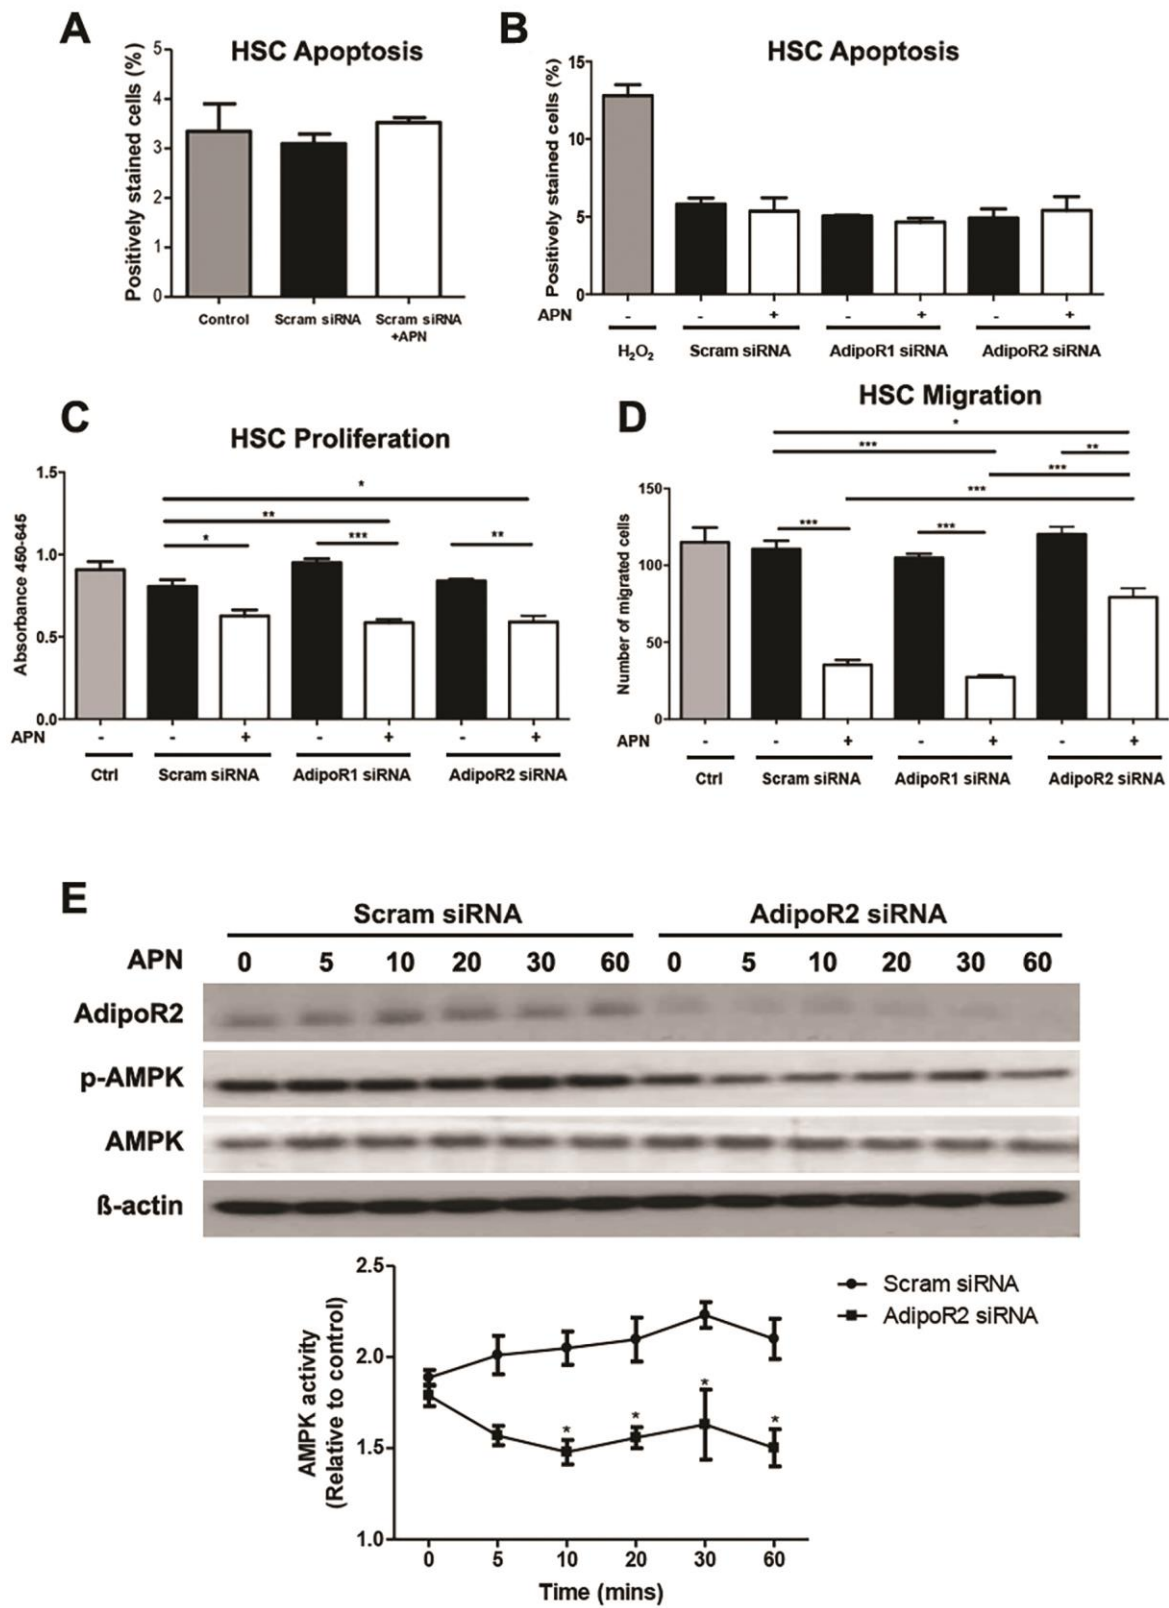 A
HSC Apoptosis
Positively stained cells (%)
5
4
3
2
1
0
Control
Scram siRNA
Scram siRNA
+APN
B
HSC Apoptosis
Positively stained cells (%)
15
10
5
0
APN
- - + - + - +
H2O2
Scram siRNA
AdipoR1 siRNA
AdipoR2 siRNA
C
HSC Proliferation
Absorbance 450-645
1.5
1.0
0.5
0.0
*
**
*
***
**
APN
- - + - + - +
Ctrl
Scram siRNA
AdipoR1 siRNA
AdipoR2 siRNA
D
HSC Migration
Number of migrated cells
150
100
50
0
*
***
**
***
***
***
***
APN
- - + - + - +
Ctrl
Scram siRNA
AdipoR1 siRNA
AdipoR2 siRNA
E
Scram siRNA
AdipoR2 siRNA
APN 0 5 10 20 30 60 0 5 10 20 30 60
AdipoR2
p-AMPK
AMPK
ß-actin
AMPK activity
(Relative to control)
2.5
2.0
1.5
1.0
Scram siRNA
AdipoR2 siRNA
* * * *
0 5 10 20 30 60
Time (mins)